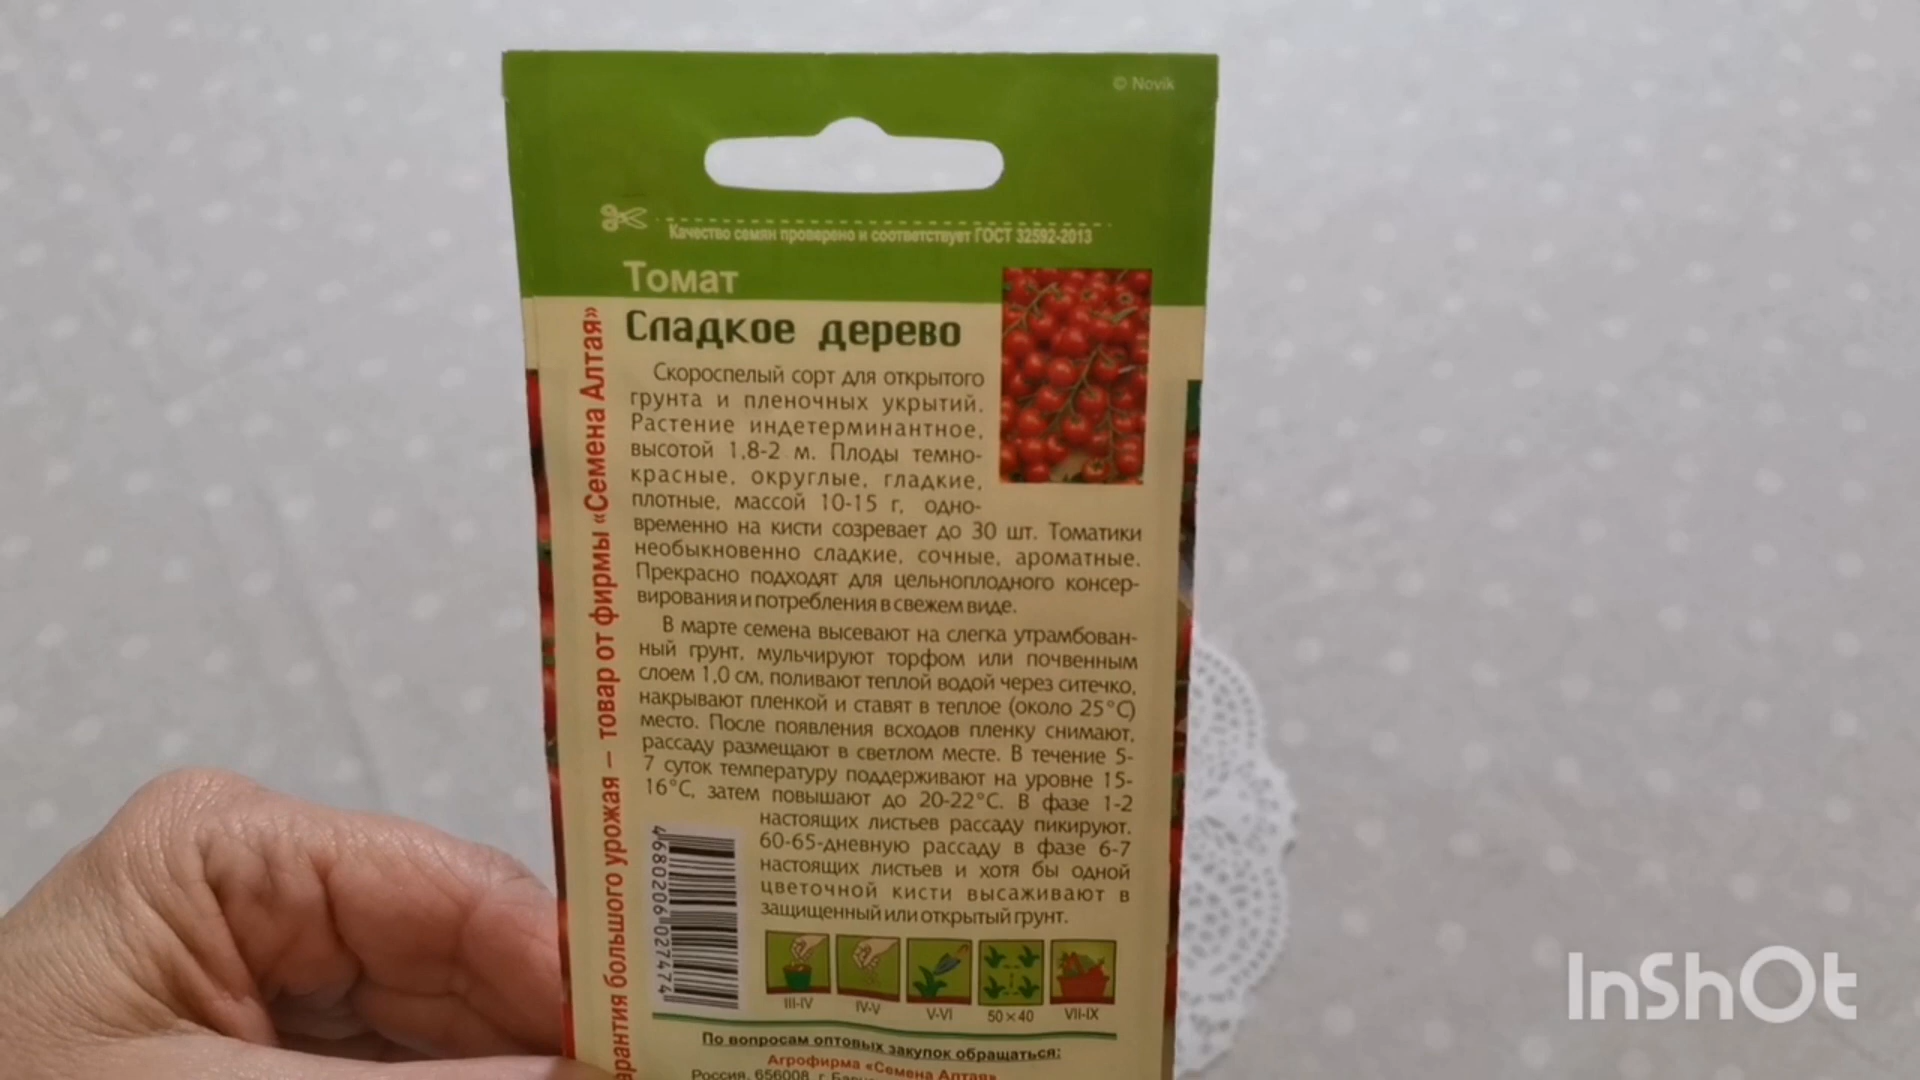 © Novik
Качество семян проверено и соответствует ГОСТ 32592-2013
Томат
Сладкое дерево
Скороспелый сорт для открытого
грунта и пленочных укрытий.
Растение индетерминантное,
высотой 1,8-2 м. Плоды темно-
красные, округлые, гладкие,
плотные, массой 10-15 г, одно-
временно на кисти созревает до 30 шт. Томатики
необыкновенно сладкие, сочные, ароматные.
Прекрасно подходят для цельноплодного консер-
вирования и потребления в свежем виде.
В марте семена высевают на слегка утрамбован-
ный грунт, мульчируют торфом или почвенным
слоем 1,0 см, поливают теплой водой через ситечко,
накрывают пленкой и ставят в теплое (около 25°С)
место. После появления всходов пленку снимают,
рассаду размещают в светлом месте. В течение 5-
7 суток температуру поддерживают на уровне 15-
16°С, затем повышают до 20-22°С. В фазе 1-2
настоящих листьев рассаду пикируют.
60-65-дневную рассаду в фазе 6-7
настоящих листьев и хотя бы одной
цветочной кисти высаживают в
защищенный или открытый грунт.
4680206027474
III-IV
IV-V
V-VI
50×40
VII-IX
По вопросам оптовых закупок обращаться:
Агрофирма «Семена Алтая»
Россия, 656008, г.
арантия большого урожая – товар от фирмы «Семена Алтая»
InShOt